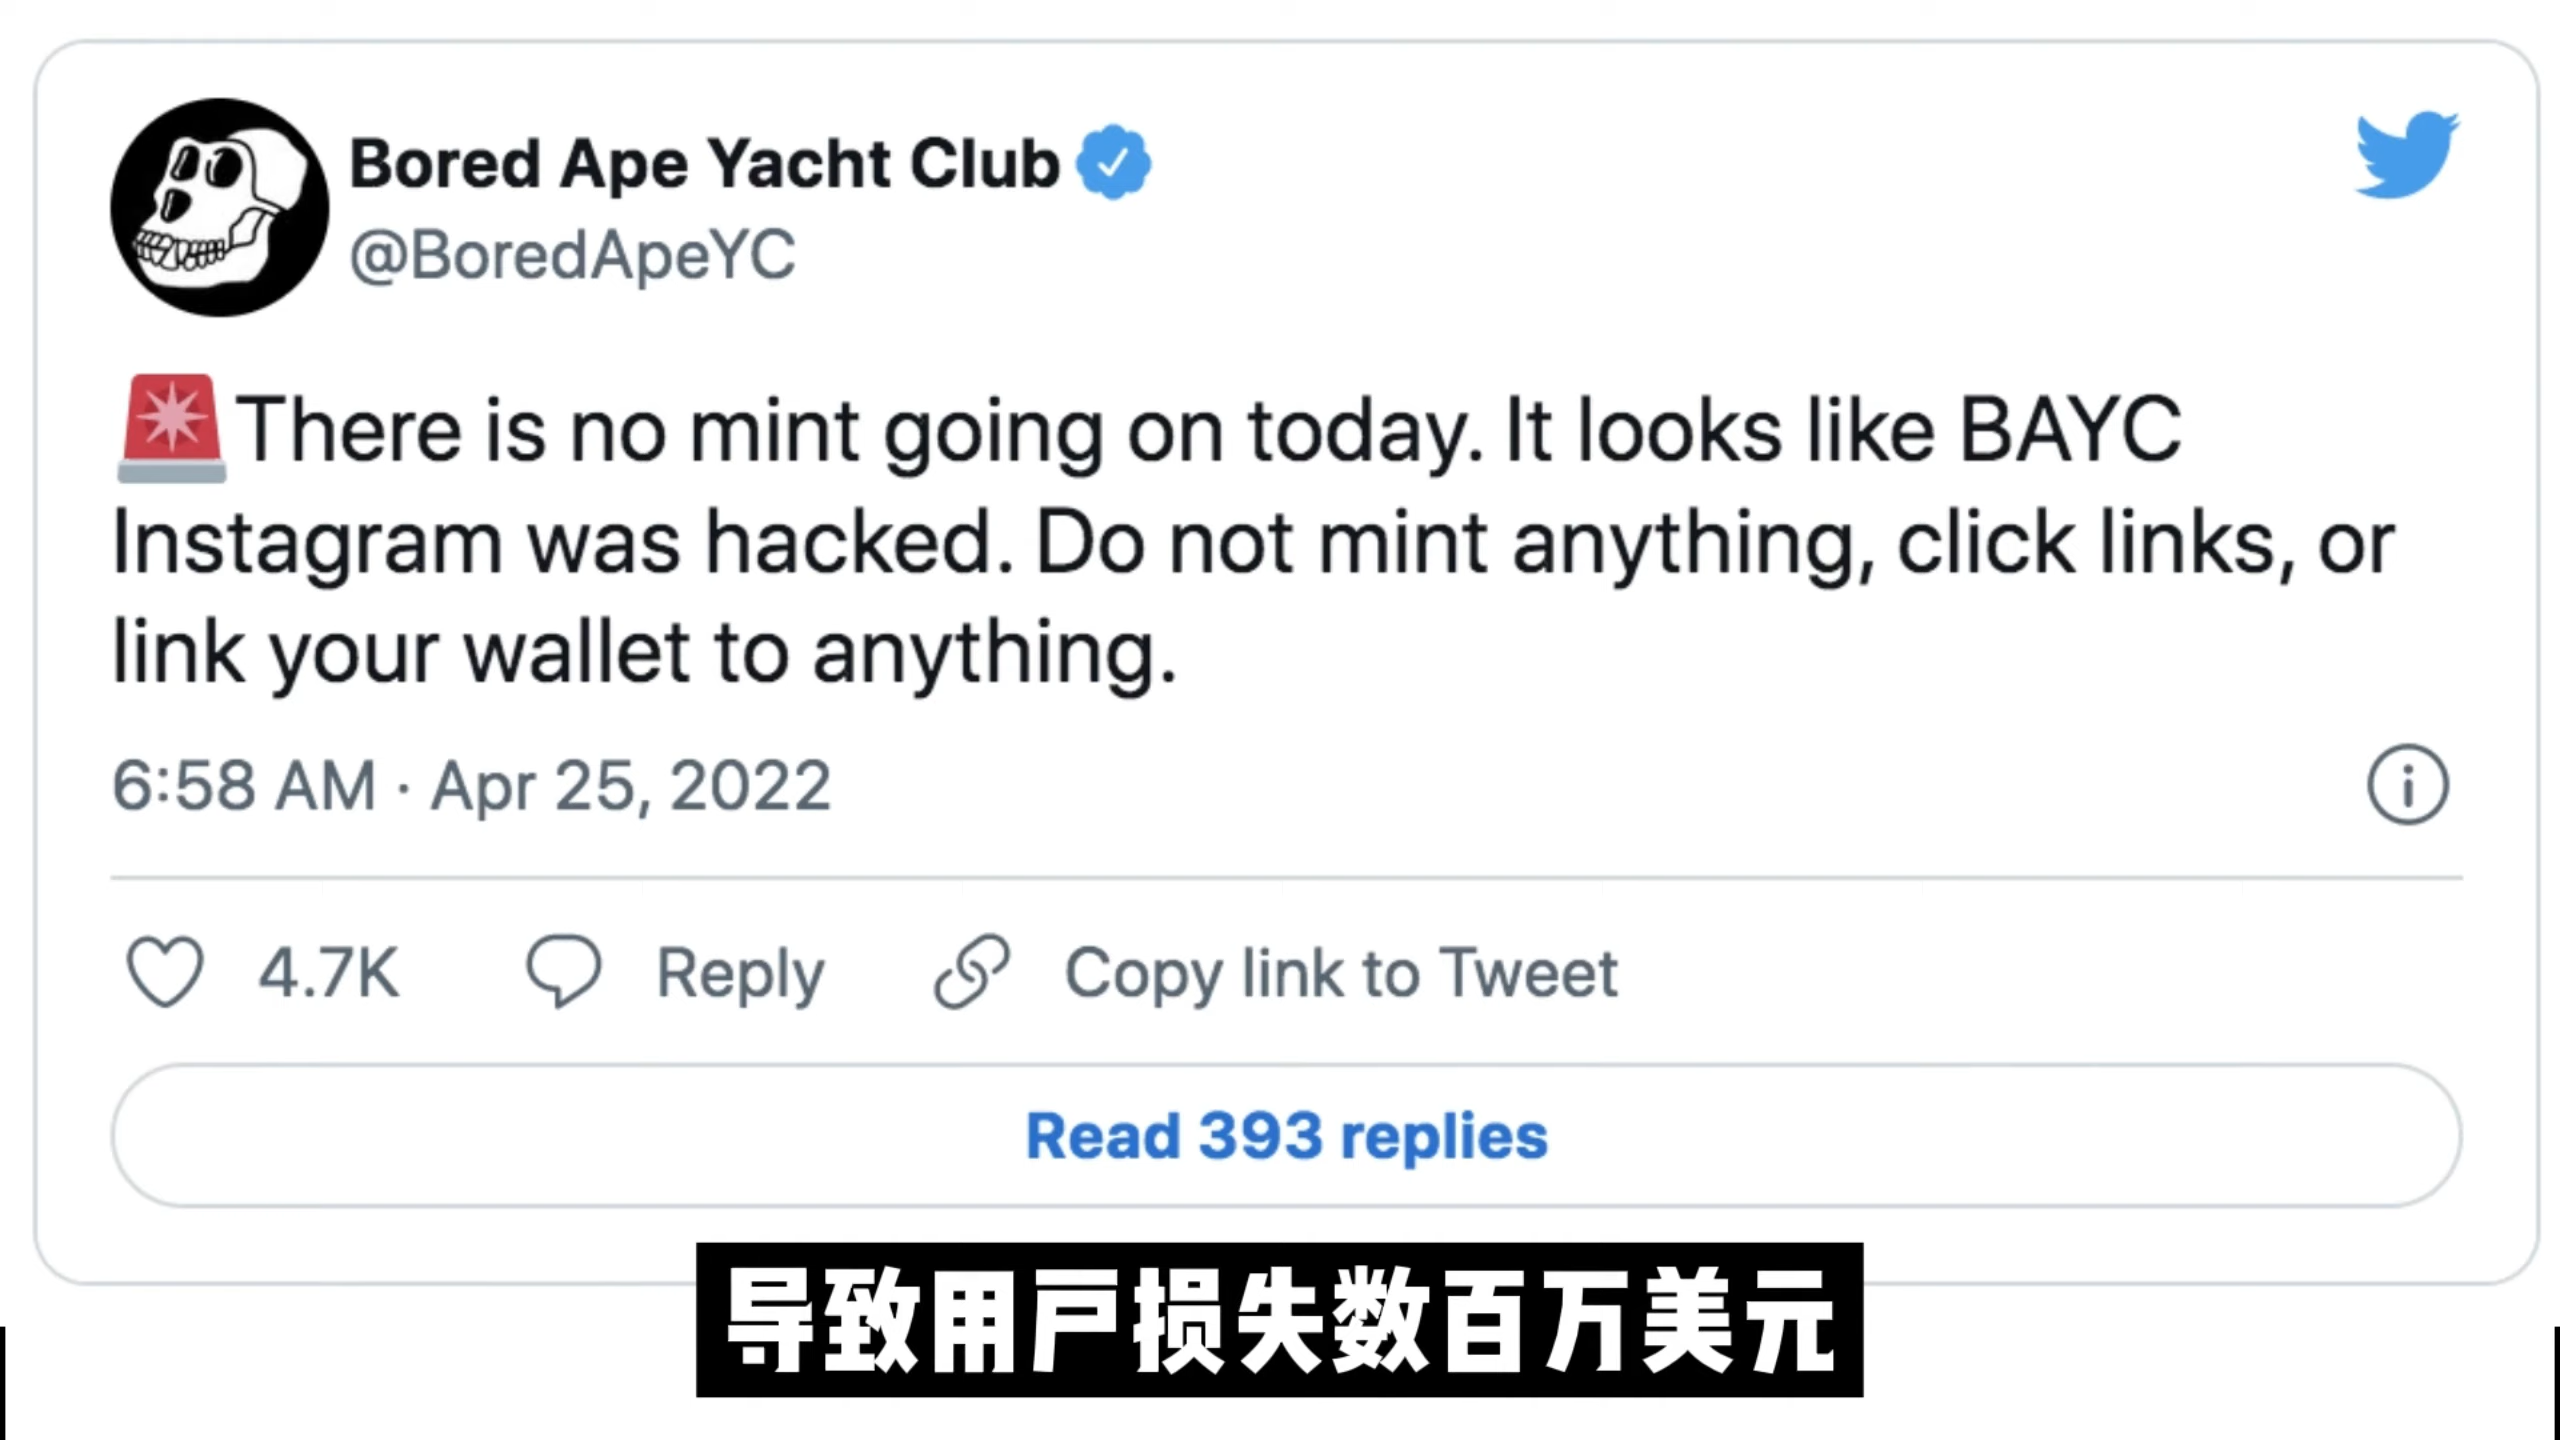 Bored Ape Yacht Club
@BoredApeYC
🚨There is no mint going on today. It looks like BAYC
Instagram was hacked. Do not mint anything, click links, or
link your wallet to anything.
6:58 AM · Apr 25, 2022
4.7K Reply Copy link to Tweet
Read 393 replies
导致用户损失数百万美元